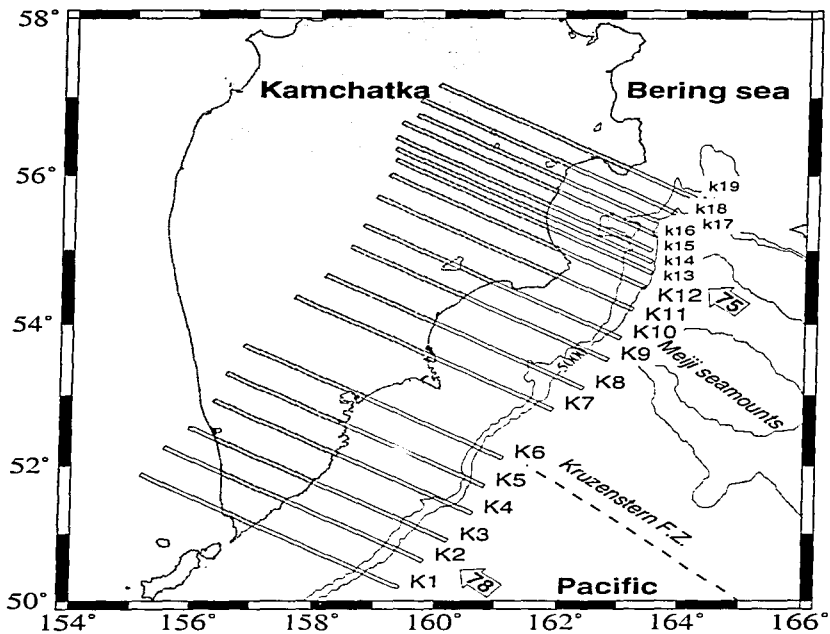 58°
Kamchatka
Bering sea
56°
k19
k18
k17
k16
k15
k14
k13
K12
75
K11
54°
K10
K9
Meiji seamounts
5000
K8
K7
K6
52°
K5
Kruzenstern F.Z.
K4
K3
K2
K1
78
Pacific
50°
154°
156°
158°
160°
162°
164°
166°